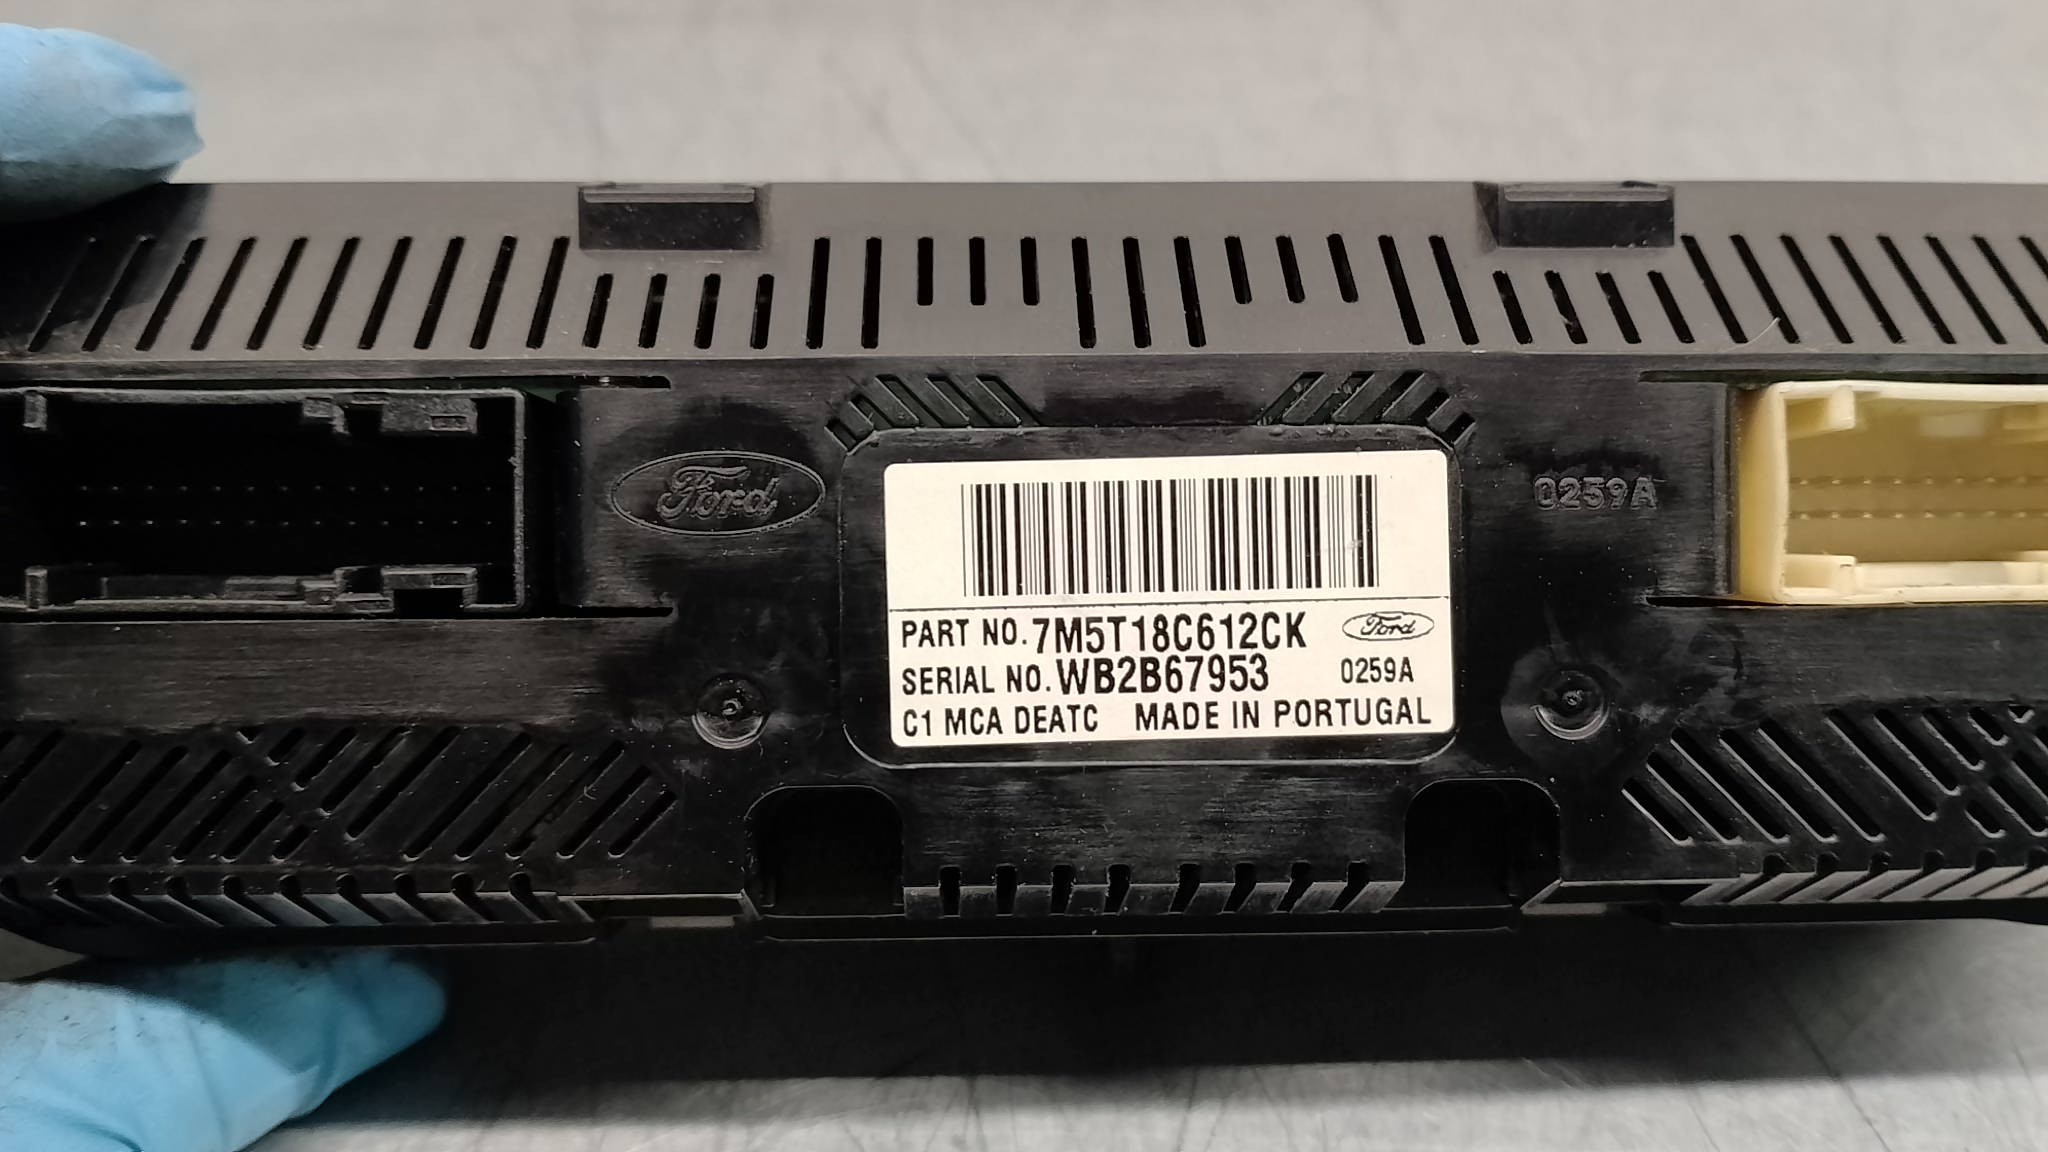 Ford
0259A
PART NO. 7M5T18C612CK Ford
SERIAL NO. WB2B67953 0259A
C1 MCA DEATC MADE IN PORTUGAL